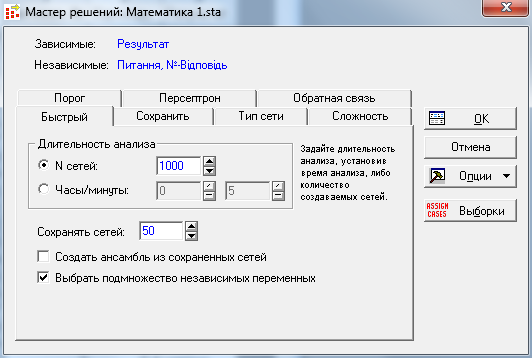 Мастер решений: Математика 1.sta
Зависимые: Результат
Независимые: Питання, №-Відповідь
Порог Персептрон Обратная связь
Быстрый Сохранить Тип сети Сложность
Длительность анализа
N сетей: 1000
Часы/минуты: 0 5
Задайте длительность
анализа, установив
время анализа, либо
количество
создаваемых сетей.
Сохранять сетей: 50
Создать ансамбль из сохраненных сетей
Выбрать подмножество независимых переменных
OK
Отмена
Опции
ASSIGN
CASES Выборки